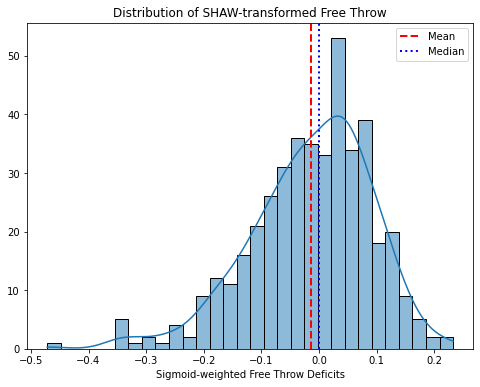 Distribution of SHAW-transformed Free Throw
Mean
Median
50
40
30
20
10
0
−0.5 −0.4 −0.3 −0.2 −0.1 0.0 0.1 0.2
Sigmoid-weighted Free Throw Deficits